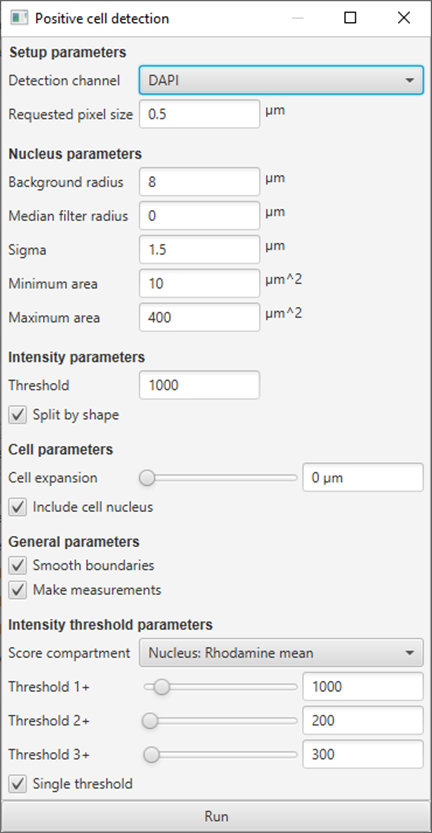 Positive cell detection
Setup parameters
Detection channel DAPI
Requested pixel size 0.5 µm
Nucleus parameters
Background radius 8 µm
Median filter radius 0 µm
Sigma 1.5 µm
Minimum area 10 µm^2
Maximum area 400 µm^2
Intensity parameters
Threshold 1000
Split by shape
Cell parameters
Cell expansion 0 µm
Include cell nucleus
General parameters
Smooth boundaries
Make measurements
Intensity threshold parameters
Score compartment Nucleus: Rhodamine mean
Threshold 1+ 1000
Threshold 2+ 200
Threshold 3+ 300
Single threshold
Run